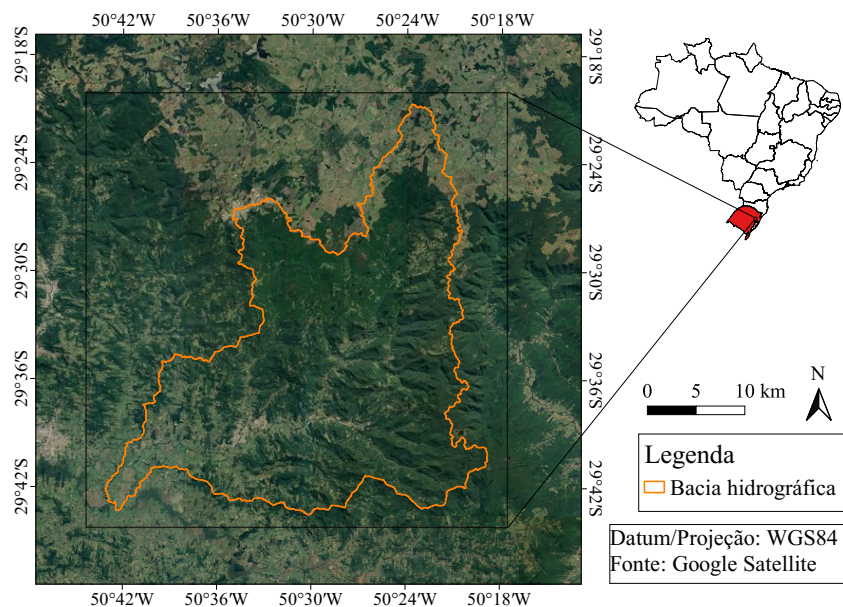 50°42'W 50°36'W 50°30'W 50°24'W 50°18'W
29°18'S 29°24'S 29°30'S 29°36'S 29°42'S
29°18'S 29°24'S 29°30'S 29°36'S 29°42'S
50°42'W 50°36'W 50°30'W 50°24'W 50°18'W
0 5 10 km
N
Legenda
Bacia hidrográfica
Datum/Projeção: WGS84
Fonte: Google Satellite